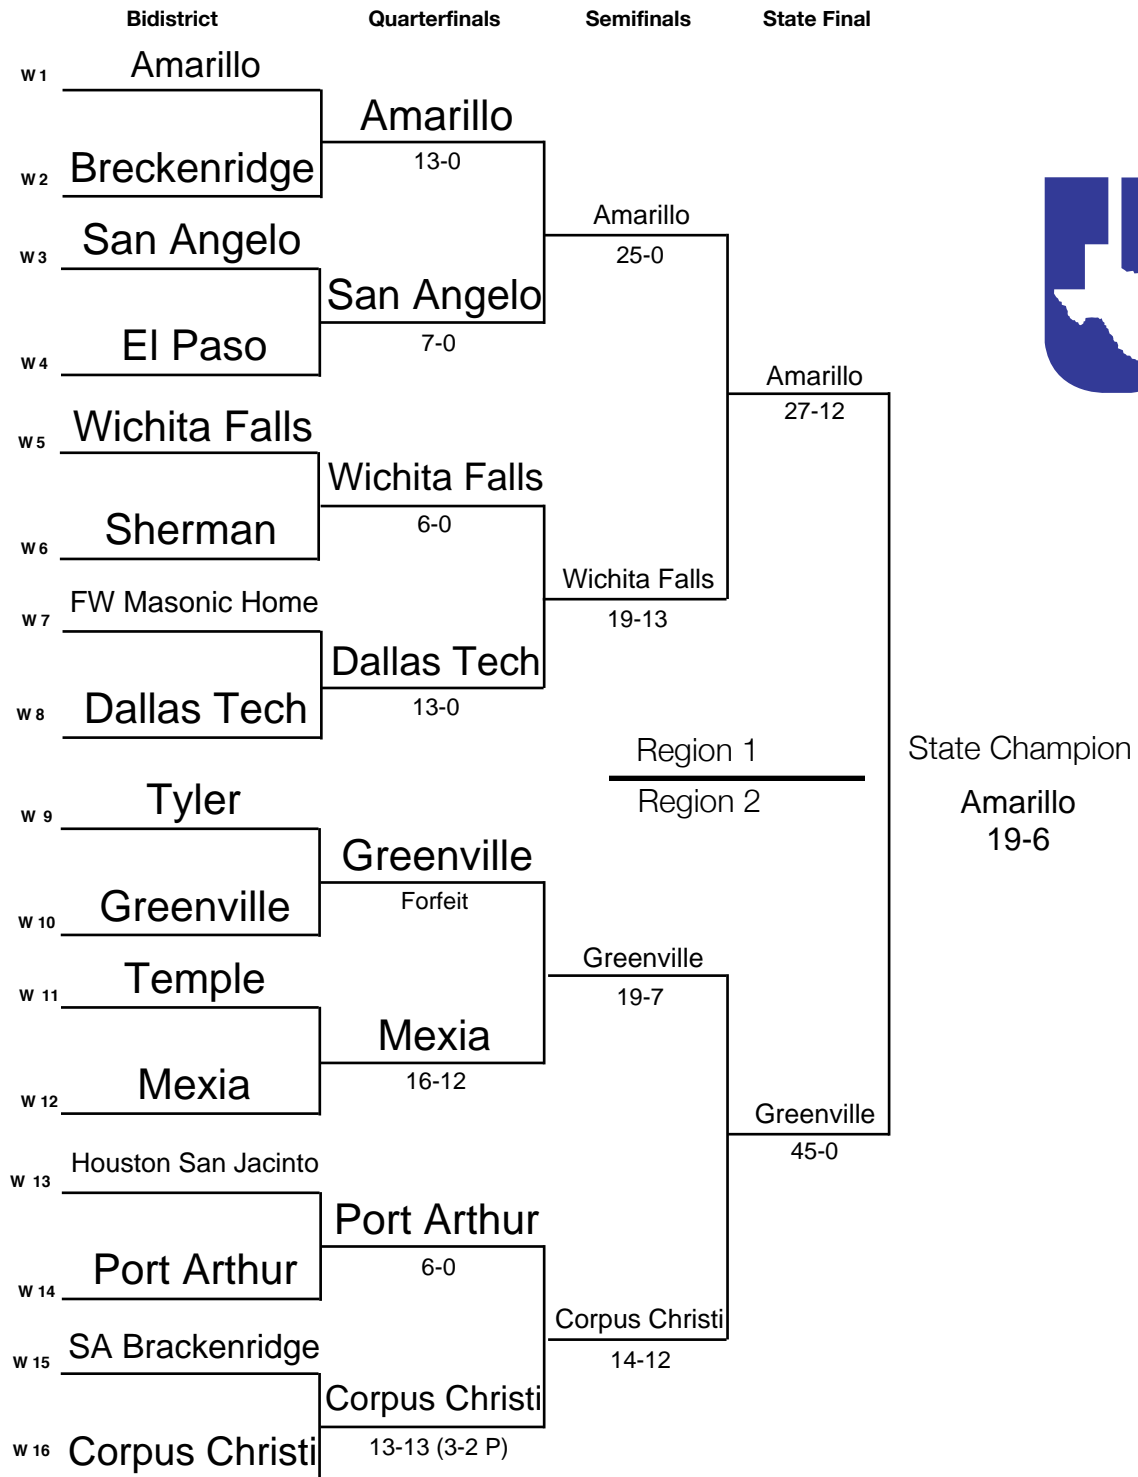 Bidistrict Quarterfinals Semifinals State Final
W 1 Amarillo
Amarillo
13-0
W 2 Breckenridge
Amarillo
25-0
W 3 San Angelo
San Angelo
7-0
W 4 El Paso
Amarillo
27-12
W 5 Wichita Falls
Wichita Falls
6-0
W 6 Sherman
Wichita Falls
19-13
W 7 FW Masonic Home
Dallas Tech
13-0
W 8 Dallas Tech
Region 1
Region 2
State Champion
Amarillo
19-6
W 9 Tyler
Greenville
Forfeit
W 10 Greenville
Greenville
19-7
W 11 Temple
Mexia
16-12
W 12 Mexia
Greenville
45-0
W 13 Houston San Jacinto
Port Arthur
6-0
W 14 Port Arthur
Corpus Christi
14-12
W 15 SA Brackenridge
Corpus Christi
13-13 (3-2 P)
W 16 Corpus Christi